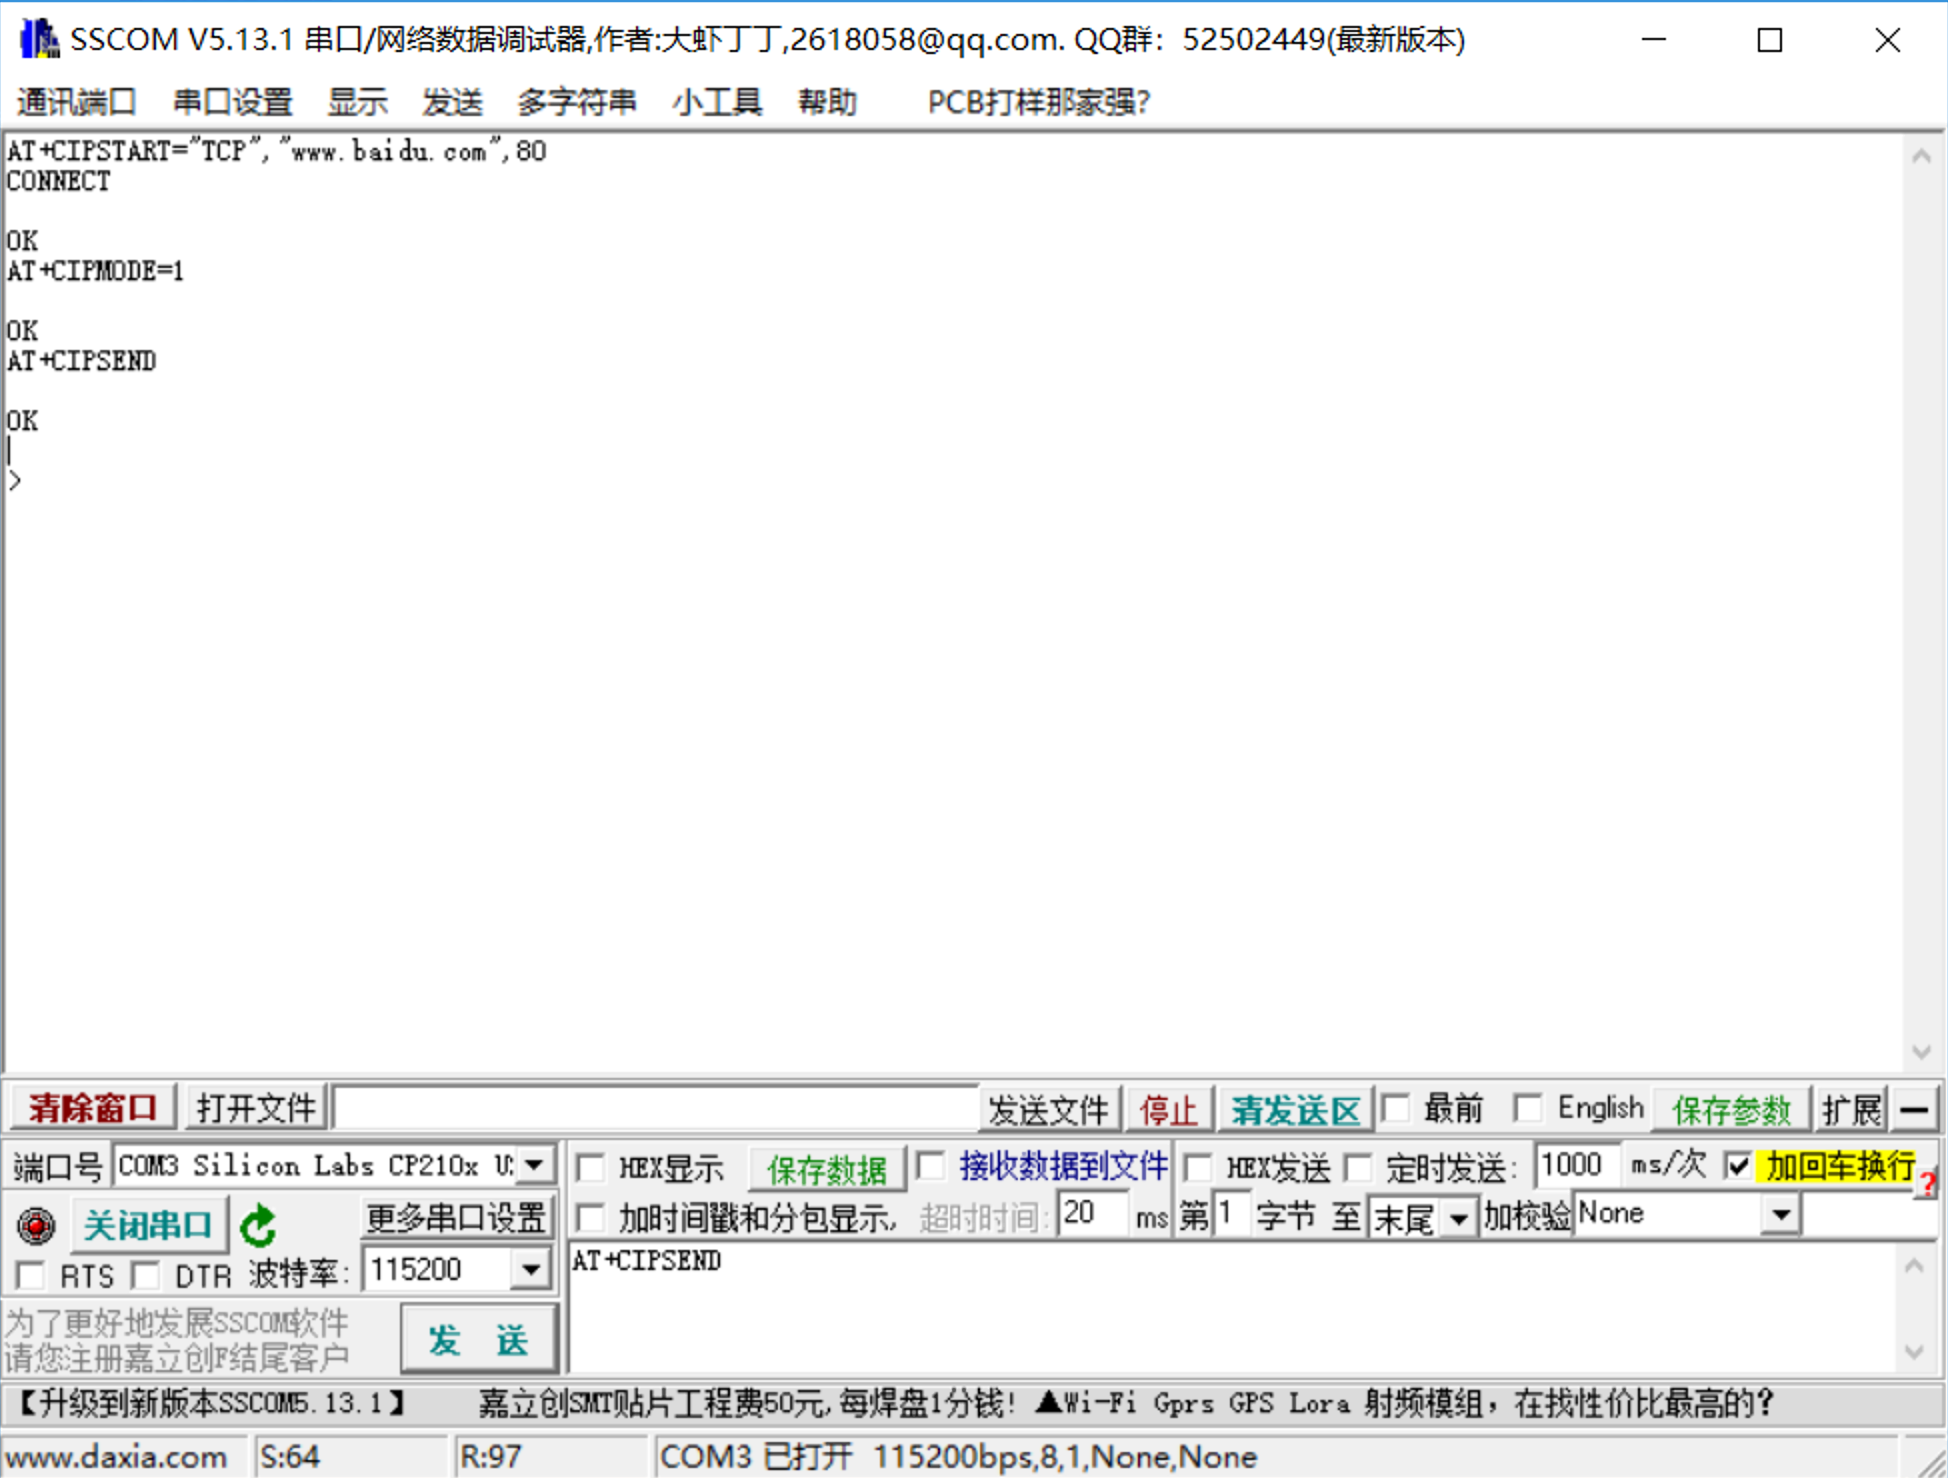 SSCOM V5.13.1 串口/网络数据调试器,作者:大虾丁丁,2618058@qq.com. QQ群: 52502449(最新版本)
通讯端口 串口设置 显示 发送 多字符串 小工具 帮助 PCB打样那家强?
AT+CIPSTART="TCP","www.baidu.com",80
CONNECT
OK
AT+CIPMODE=1
OK
AT+CIPSEND
OK
>
清除窗口 打开文件 发送文件 停止 清发送区 最前 English 保存参数 扩展 —
端口号 COM3 Silicon Labs CP210x U HEX显示 保存数据 接收数据到文件 HEX发送 定时发送: 1000 ms/次 加回车换行 ?
关闭串口 更多串口设置 加时间戳和分包显示, 超时时间: 20 ms 第 1 字节 至 末尾 加校验 None
RTS DTR 波特率: 115200 AT+CIPSEND
为了更好地发展SSCOM软件
请您注册嘉立创F结尾客户
发 送
【升级到新版本SSCOM5.13.1】 嘉立创SMT贴片工程费50元,每焊盘1分钱! ▲Wi-Fi Gprs GPS Lora 射频模组，在找性价比最高的?
www.daxia.com S:64 R:97 COM3 已打开 115200bps,8,1,None,None